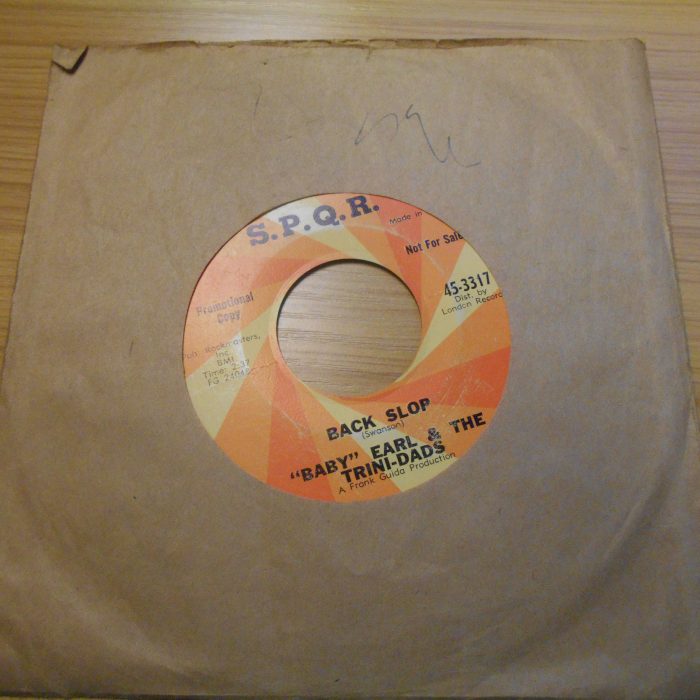 S.P.Q.R.
Made in
Not For Sale
45-3317
Dist. by
London Record
Promotional
Copy
Pub: Rockmasters,
Inc.
BMI
Time: 2:37
BACK SLOP
(Swanson)
"BABY" EARL & THE
TRINI-DADS
A Frank Guida Production